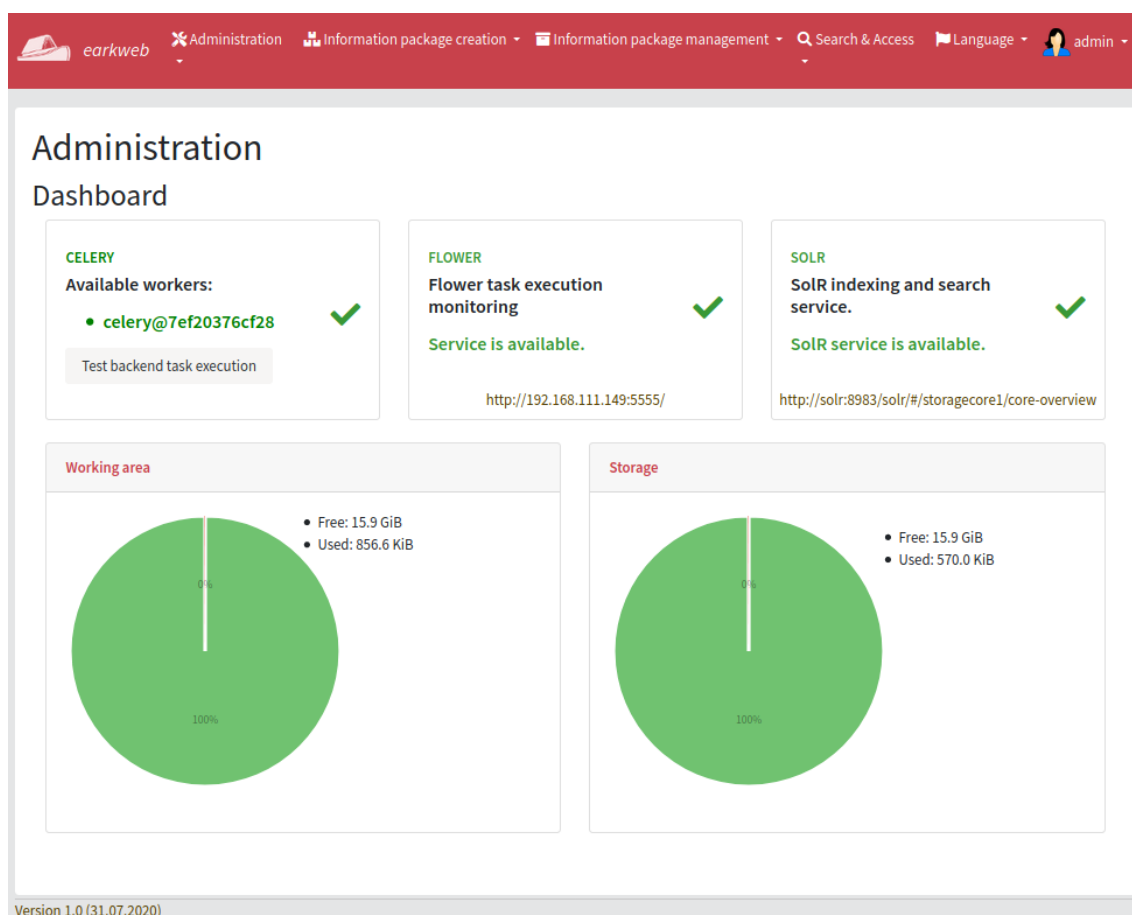 earkweb
Administration
Information package creation
Information package management
Search & Access
Language
admin
Administration
Dashboard
CELERY
Available workers:
celery@7ef20376cf28
Test backend task execution
FLOWER
Flower task execution
monitoring
Service is available.
http://192.168.111.149:5555/
SOLR
SolR indexing and search
service.
SolR service is available.
http://solr:8983/solr/#/storagecore1/core-overview
Working area
Free: 15.9 GiB
Used: 856.6 KiB
0%
100%
Storage
Free: 15.9 GiB
Used: 570.0 KiB
0%
100%
Version 1.0 (31.07.2020)